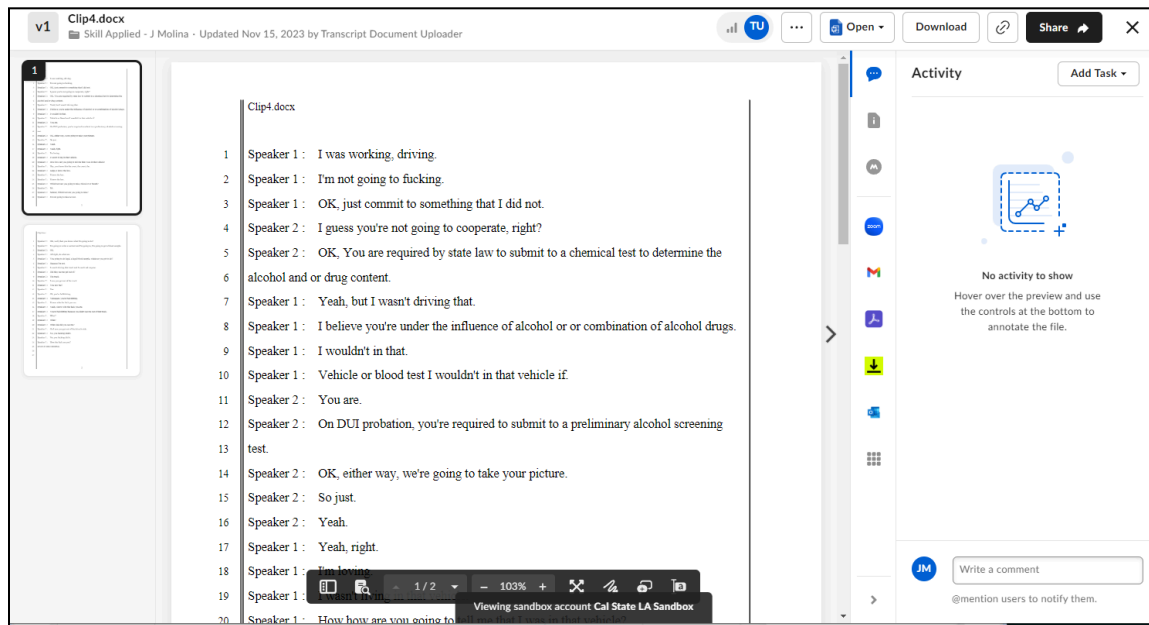 v1
Clip4.docx
Skill Applied - J Molina · Updated Nov 15, 2023 by Transcript Document Uploader
TU
Open
Download
Share
1
Clip4.docx
1 Speaker 1 : I was working, driving.
2 Speaker 1 : I'm not going to fucking.
3 Speaker 1 : OK, just commit to something that I did not.
4 Speaker 2 : I guess you're not going to cooperate, right?
5 Speaker 2 : OK, You are required by state law to submit to a chemical test to determine the
6 alcohol and or drug content.
7 Speaker 1 : Yeah, but I wasn't driving that.
8 Speaker 1 : I believe you're under the influence of alcohol or or combination of alcohol drugs.
9 Speaker 1 : I wouldn't in that.
10 Speaker 1 : Vehicle or blood test I wouldn't in that vehicle if.
11 Speaker 2 : You are.
12 Speaker 2 : On DUI probation, you're required to submit to a preliminary alcohol screening
13 test.
14 Speaker 2 : OK, either way, we're going to take your picture.
15 Speaker 2 : So just.
16 Speaker 2 : Yeah.
17 Speaker 1 : Yeah, right.
18 Speaker 1 : I'm loving.
19 Speaker 1 :
20 Speaker 1 : How how are you going to tell me that I was in that vehicle?
1 / 2
103%
Viewing sandbox account Cal State LA Sandbox
zoom
Activity
Add Task
No activity to show
Hover over the preview and use
the controls at the bottom to
annotate the file.
JM
Write a comment
@mention users to notify them.